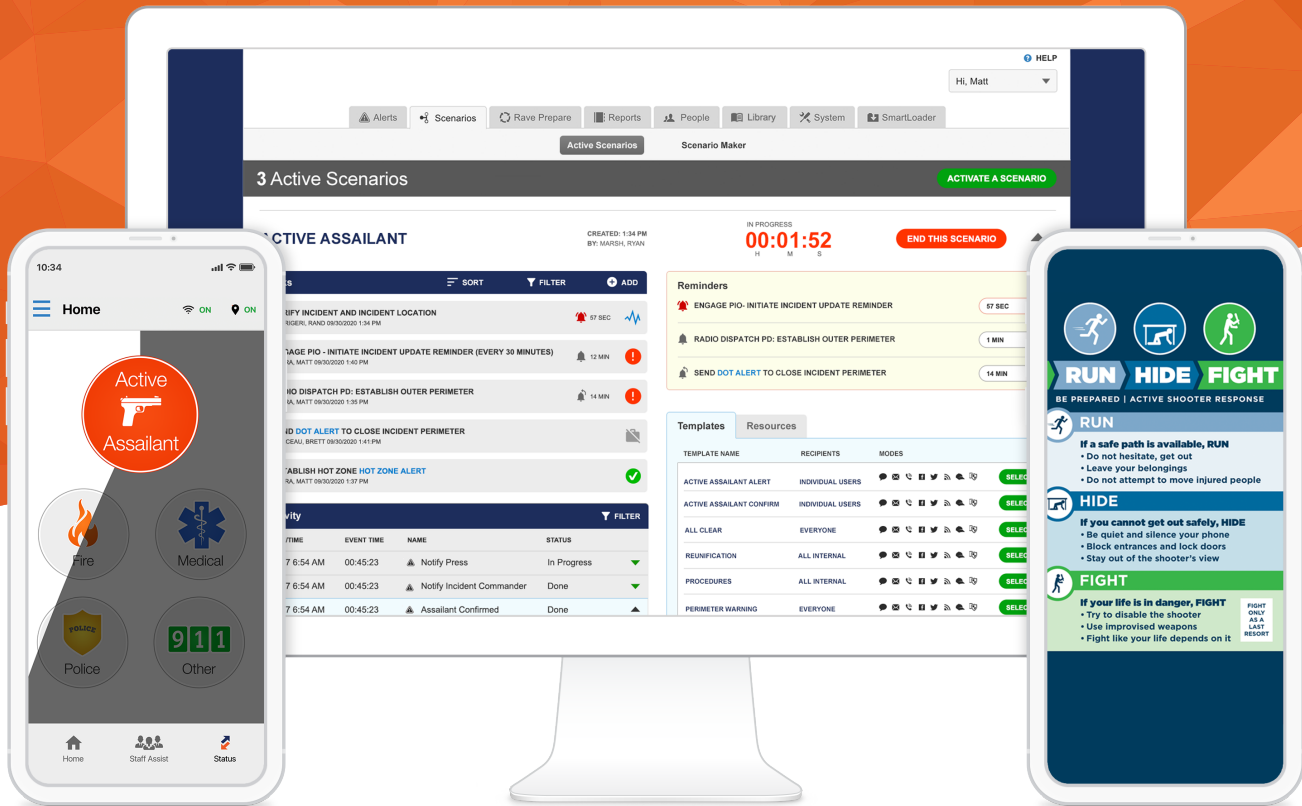 HELP
Hi, Matt
Alerts
Scenarios
Rave Prepare
Reports
People
Library
System
SmartLoader
Active Scenarios
Scenario Maker
3 Active Scenarios
ACTIVATE A SCENARIO
CTIVE ASSAILANT
CREATED: 1:34 PM
BY: MARSH, RYAN
IN PROGRESS
00:01:52
H M S
END THIS SCENARIO
SORT
FILTER
ADD
RIFY INCIDENT AND INCIDENT LOCATION
RIGERI, RAND 09/30/2020 1:34 PM
57 SEC
GAGE PIO - INITIATE INCIDENT UPDATE REMINDER (EVERY 30 MINUTES)
RA, MATT 09/30/2020 1:40 PM
12 MIN
DIO DISPATCH PD: ESTABLISH OUTER PERIMETER
RA, MATT 09/30/2020 1:35 PM
14 MIN
ND DOT ALERT TO CLOSE INCIDENT PERIMETER
CEAU, BRETT 09/30/2020 1:41 PM
TABLISH HOT ZONE HOT ZONE ALERT
RA, MATT 09/30/2020 1:37 PM
vity
FILTER
/TIME EVENT TIME NAME STATUS
7 6:54 AM 00:45:23 Notify Press In Progress
7 6:54 AM 00:45:23 Notify Incident Commander Done
7 6:54 AM 00:45:23 Assailant Confirmed Done
Reminders
ENGAGE PIO- INITIATE INCIDENT UPDATE REMINDER
57 SEC
RADIO DISPATCH PD: ESTABLISH OUTER PERIMETER
1 MIN
SEND DOT ALERT TO CLOSE INCIDENT PERIMETER
14 MIN
Templates
Resources
TEMPLATE NAME RECIPIENTS MODES
ACTIVE ASSAILANT ALERT INDIVIDUAL USERS SELEC
ACTIVE ASSAILANT CONFIRM INDIVIDUAL USERS SELEC
ALL CLEAR EVERYONE SELEC
REUNIFICATION ALL INTERNAL SELEC
PROCEDURES ALL INTERNAL SELEC
PERIMETER WARNING EVERYONE SELEC
10:34
Home
ON
ON
Active
Assailant
Fire
Medical
POLICE
Police
911
Other
Home
Staff Assist
Status
RUN HIDE FIGHT
BE PREPARED | ACTIVE SHOOTER RESPONSE
RUN
If a safe path is available, RUN
• Do not hesitate, get out
• Leave your belongings
• Do not attempt to move injured people
HIDE
If you cannot get out safely, HIDE
• Be quiet and silence your phone
• Block entrances and lock doors
• Stay out of the shooter's view
FIGHT
If your life is in danger, FIGHT
• Try to disable the shooter
• Use improvised weapons
• Fight like your life depends on it
FIGHT
ONLY
AS A
LAST
RESORT